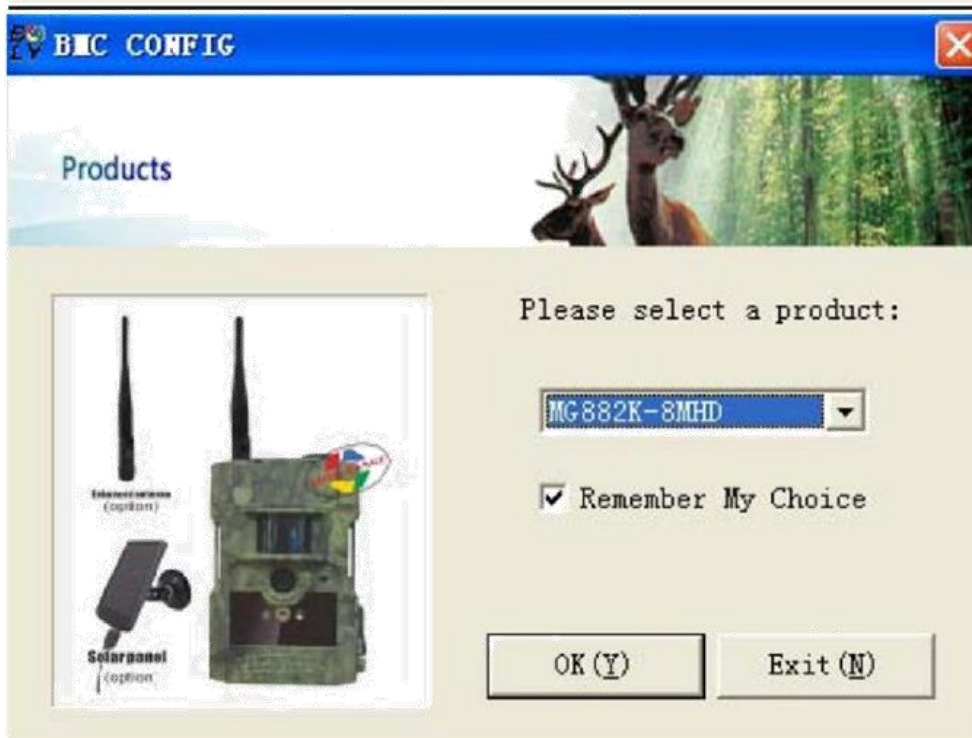 BMC CONFIG
Products
Please select a product:
MG882K-8MHD
Remember My Choice
(option)
Solarpanel
(option
OK(Y)
Exit(N)